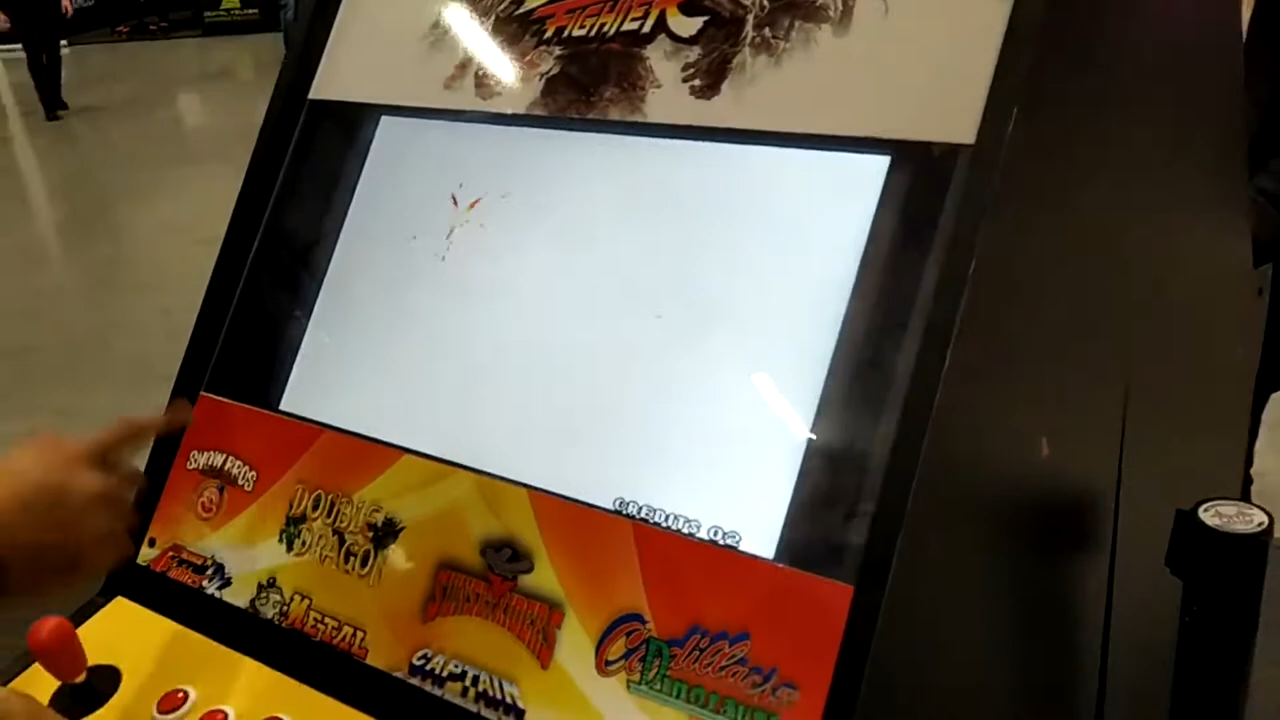 FIGHTER
CREDITS 02
SNOW BROS
DOUBLE
DRAGON
METAL
SUNSET RIDERS
CAPTAIN
Cadillacs
DINOSAURS